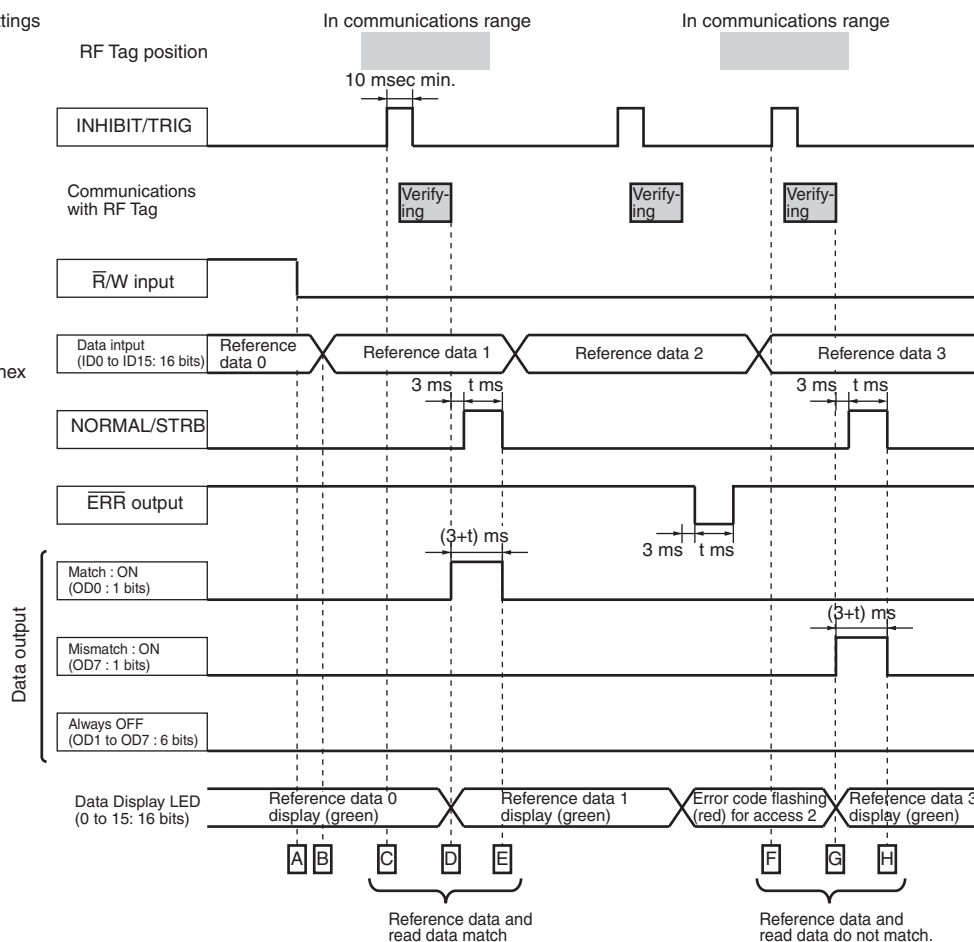 ttings
In communications range
In communications range
RF Tag position
10 msec min.
INHIBIT/TRIG
Communications
with RF Tag
Verify-
ing
Verify-
ing
Verify-
ing
R̅/W input
Data intput
(ID0 to ID15: 16 bits)
Reference
data 0
Reference data 1
Reference data 2
Reference data 3
hex
3 ms
t ms
3 ms
t ms
NORMAL/STRB
E̅R̅R̅ output
(3+t) ms
3 ms
t ms
Data output
Match : ON
(OD0 : 1 bits)
(3+t) ms
Mismatch : ON
(OD7 : 1 bits)
Always OFF
(OD1 to OD7 : 6 bits)
Data Display LED
(0 to 15: 16 bits)
Reference data 0
display (green)
Reference data 1
display (green)
Error code flashing
(red) for access 2
Reference data 3
display (green)
A
B
C
D
E
F
G
H
Reference data and
read data match
Reference data and
read data do not match.